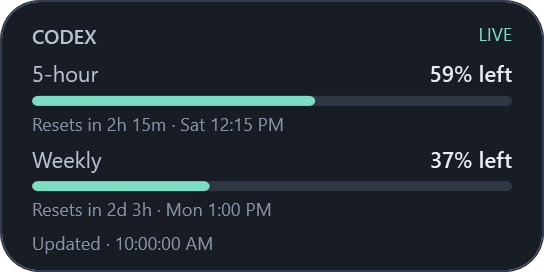 CODEX LIVE
5-hour 59% left
Resets in 2h 15m · Sat 12:15 PM
Weekly 37% left
Resets in 2d 3h · Mon 1:00 PM
Updated · 10:00:00 AM